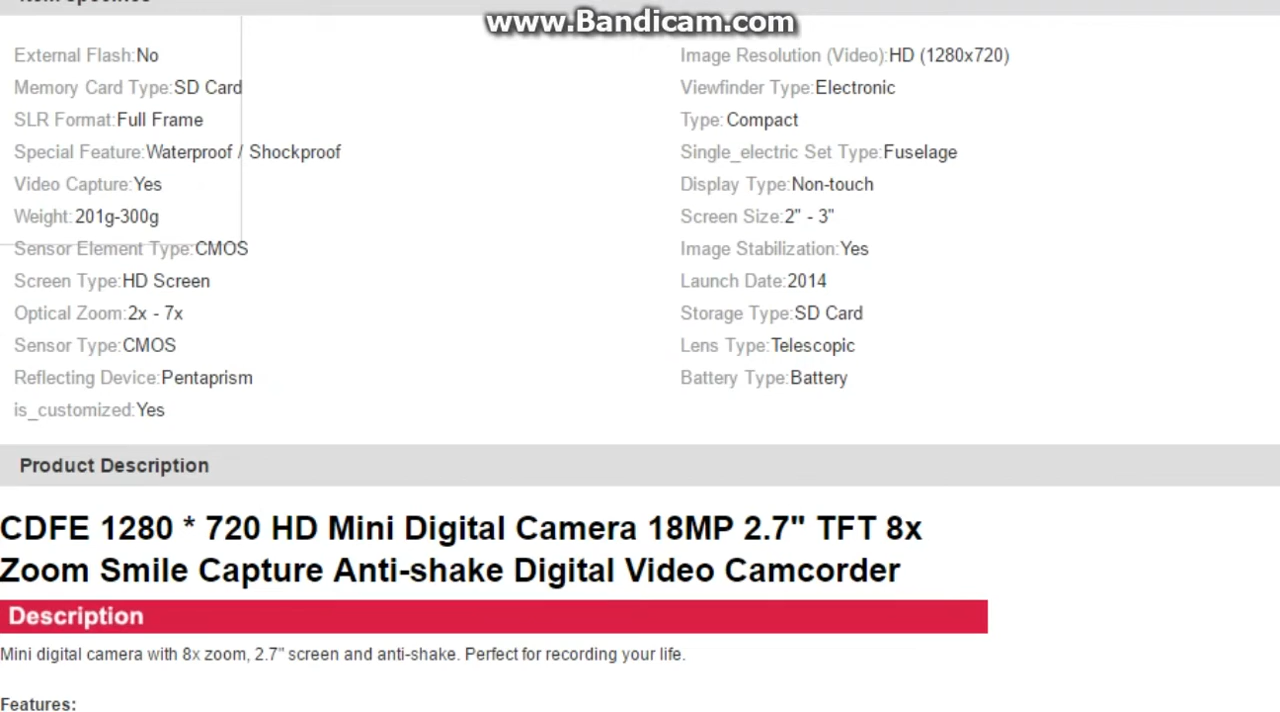 www.Bandicam.com
External Flash:No
Memory Card Type:SD Card
SLR Format:Full Frame
Special Feature:Waterproof / Shockproof
Video Capture:Yes
Weight:201g-300g
Sensor Element Type:CMOS
Screen Type:HD Screen
Optical Zoom:2x - 7x
Sensor Type:CMOS
Reflecting Device:Pentaprism
is_customized:Yes
Image Resolution (Video):HD (1280x720)
Viewfinder Type:Electronic
Type:Compact
Single_electric Set Type:Fuselage
Display Type:Non-touch
Screen Size:2" - 3"
Image Stabilization:Yes
Launch Date:2014
Storage Type:SD Card
Lens Type:Telescopic
Battery Type:Battery
Product Description
CDFE 1280 * 720 HD Mini Digital Camera 18MP 2.7" TFT 8x
Zoom Smile Capture Anti-shake Digital Video Camcorder
Description
Mini digital camera with 8x zoom, 2.7" screen and anti-shake. Perfect for recording your life.
Features: